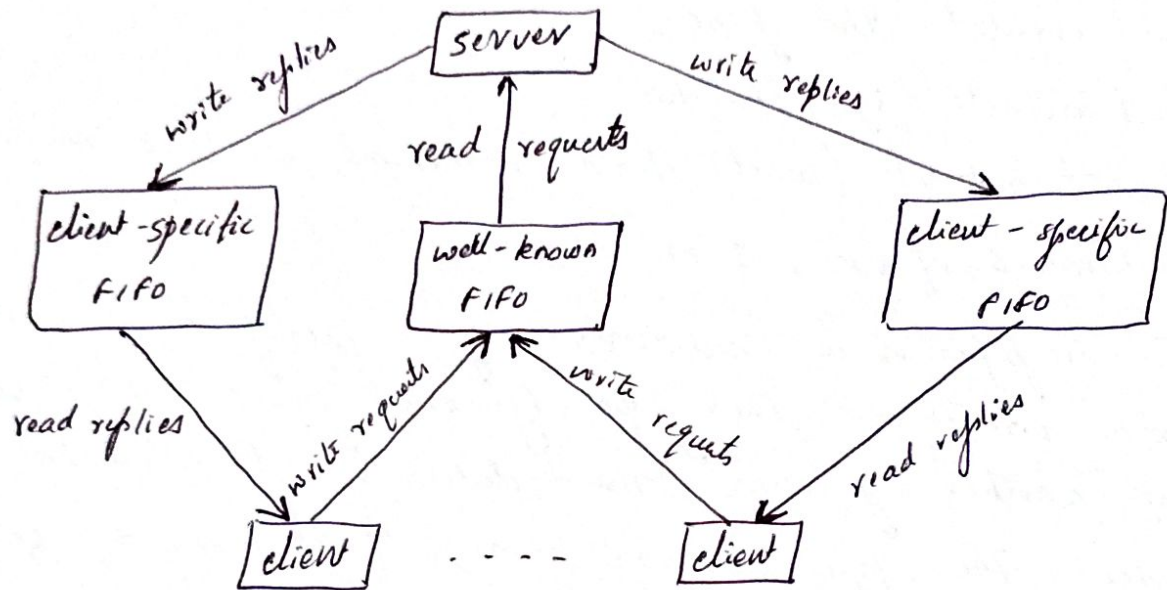 server
write replies
write replies
read requests
client-specific
FIFO
well-known
FIFO
client-specific
FIFO
read replies
write requests
write requests
read replies
client
- - - - -
client